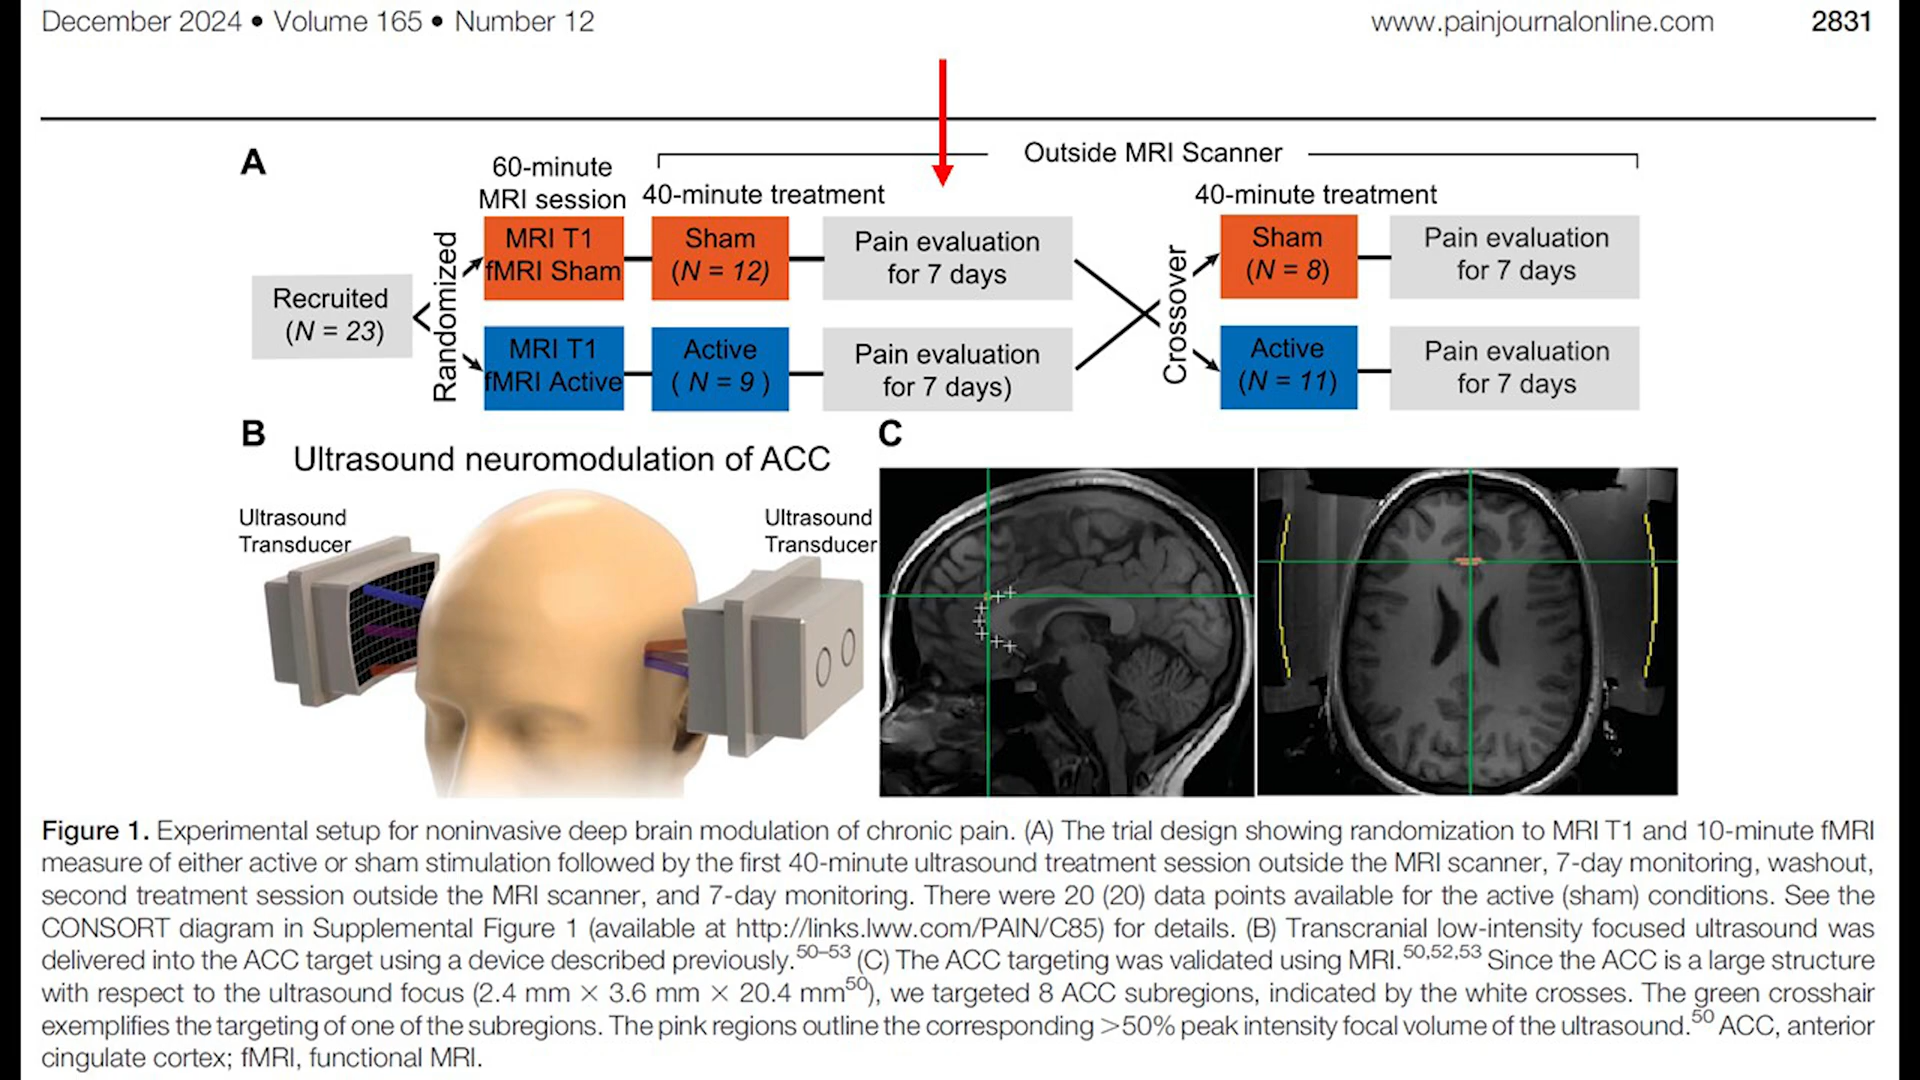 December 2024 • Volume 165 • Number 12
www.painjournalonline.com
2831
A
Outside MRI Scanner
60-minute
MRI session
40-minute treatment
40-minute treatment
Recruited
(N = 23)
Randomized
MRI T1
fMRI Sham
Sham
(N = 12)
Pain evaluation
for 7 days
MRI T1
fMRI Active
Active
( N = 9 )
Pain evaluation
for 7 days)
Crossover
Sham
(N = 8)
Pain evaluation
for 7 days
Active
(N = 11)
Pain evaluation
for 7 days
B
Ultrasound neuromodulation of ACC
Ultrasound
Transducer
Ultrasound
Transducer
C
Figure 1. Experimental setup for noninvasive deep brain modulation of chronic pain. (A) The trial design showing randomization to MRI T1 and 10-minute fMRI
measure of either active or sham stimulation followed by the first 40-minute ultrasound treatment session outside the MRI scanner, 7-day monitoring, washout,
second treatment session outside the MRI scanner, and 7-day monitoring. There were 20 (20) data points available for the active (sham) conditions. See the
CONSORT diagram in Supplemental Figure 1 (available at http://links.lww.com/PAIN/C85) for details. (B) Transcranial low-intensity focused ultrasound was
delivered into the ACC target using a device described previously.50–53 (C) The ACC targeting was validated using MRI.50,52,53 Since the ACC is a large structure
with respect to the ultrasound focus (2.4 mm × 3.6 mm × 20.4 mm50), we targeted 8 ACC subregions, indicated by the white crosses. The green crosshair
exemplifies the targeting of one of the subregions. The pink regions outline the corresponding >50% peak intensity focal volume of the ultrasound.50 ACC, anterior
cingulate cortex; fMRI, functional MRI.